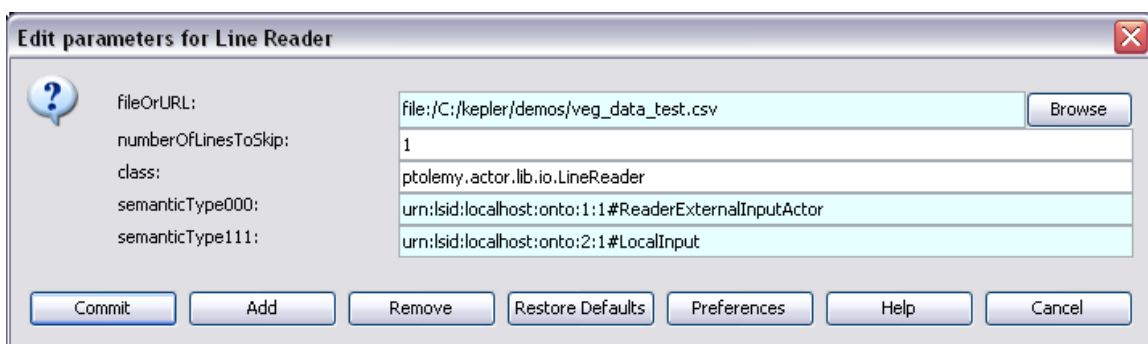 Edit parameters for Line Reader
fileOrURL: file:/C:/kepler/demos/veg_data_test.csv Browse
numberOfLinesToSkip: 1
class: ptolemy.actor.lib.io.LineReader
semanticType000: urn:lsid:localhost:onto:1:1#ReaderExternalInputActor
semanticType111: urn:lsid:localhost:onto:2:1#LocalInput
Commit Add Remove Restore Defaults Preferences Help Cancel